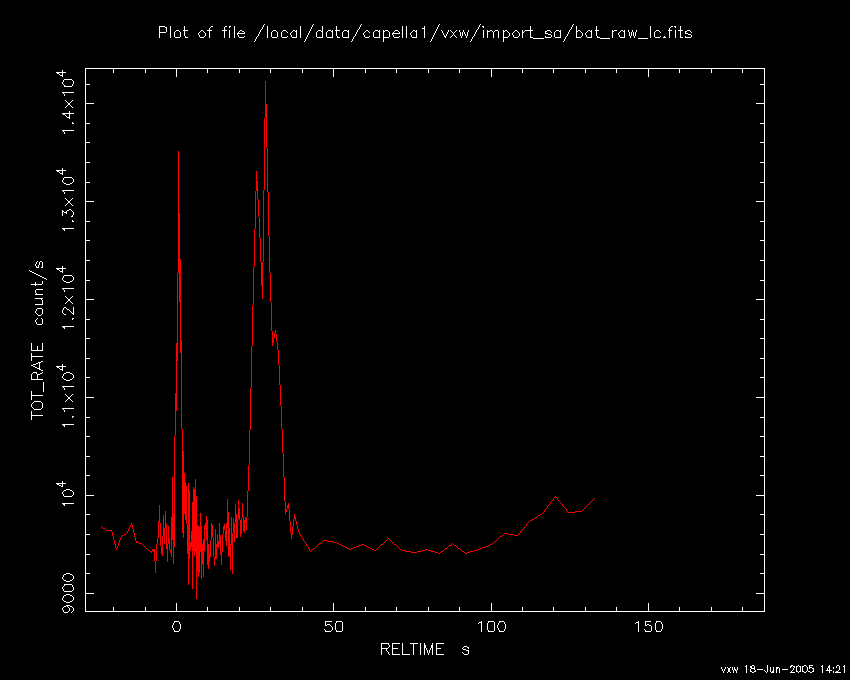 Plot of file /local/data/capella1/vxw/import_sa/bat_raw_lc.fits
1.4×10⁴
1.3×10⁴
1.2×10⁴
1.1×10⁴
10⁴
9000
TOT_RATE count/s
0 50 100 150
RELTIME s
vxw 18-Jun-2005 14:21